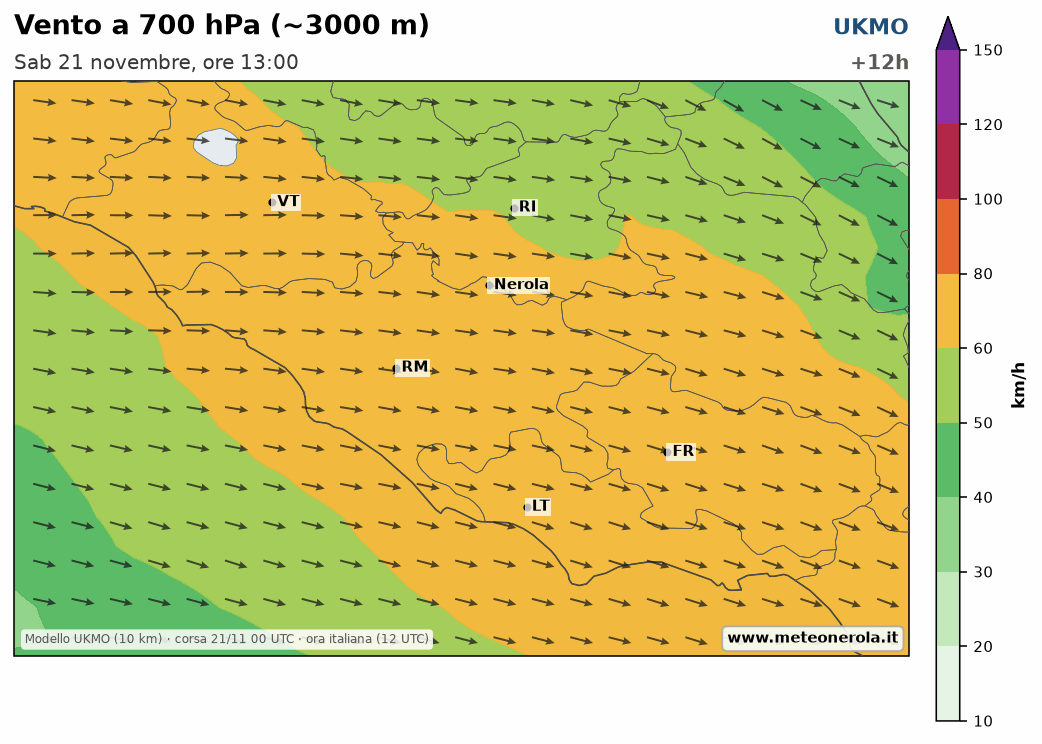 Vento a 700 hPa (~3000 m)
UKMO
Sab 21 novembre, ore 13:00
+12h
VT
RI
Nerola
RM
FR
LT
Modello UKMO (10 km) · corsa 21/11 00 UTC · ora italiana (12 UTC)
www.meteonerola.it
150
120
100
80
60
50
40
30
20
10
km/h